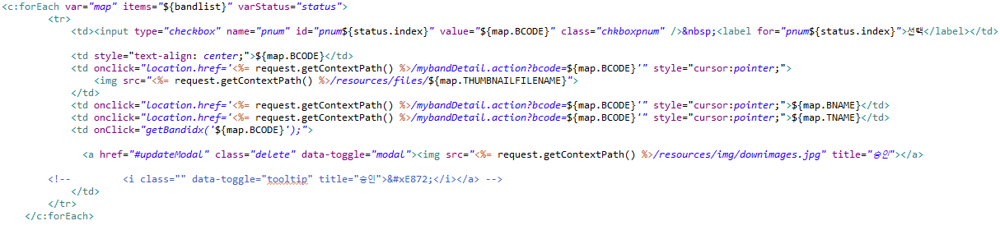 <c:forEach var="map" items="${bandlist}" varStatus="status">
<tr>
<td><input type="checkbox" name="pnum" id="pnum${status.index}" value="${map.BCODE}" class="chkboxpnum" />&nbsp;<label for="pnum${status.index}">선택</label></td>
<td style="text-align: center;">${map.BCODE}</td>
<td onclick="location.href='<%= request.getContextPath() %>/mybandDetail.action?bcode=${map.BCODE}'" style="cursor:pointer;">
<img src="<%= request.getContextPath() %>/resources/files/${map.THUMBNAILFILENAME}">
</td>
<td onclick="location.href='<%= request.getContextPath() %>/mybandDetail.action?bcode=${map.BCODE}'" style="cursor:pointer;">${map.BNAME}</td>
<td onclick="location.href='<%= request.getContextPath() %>/mybandDetail.action?bcode=${map.BCODE}'" style="cursor:pointer;">${map.TNAME}</td>
<td onClick="getBandidx('${map.BCODE}');">
<a href="#updateModal" class="delete" data-toggle="modal"><img src="<%= request.getContextPath() %>/resources/img/downimages.jpg" title="승인"></a>
<!-- <i class="" data-toggle="tooltip" title="승인">&#xE872;</i></a> -->
</td>
</tr>
</c:forEach>